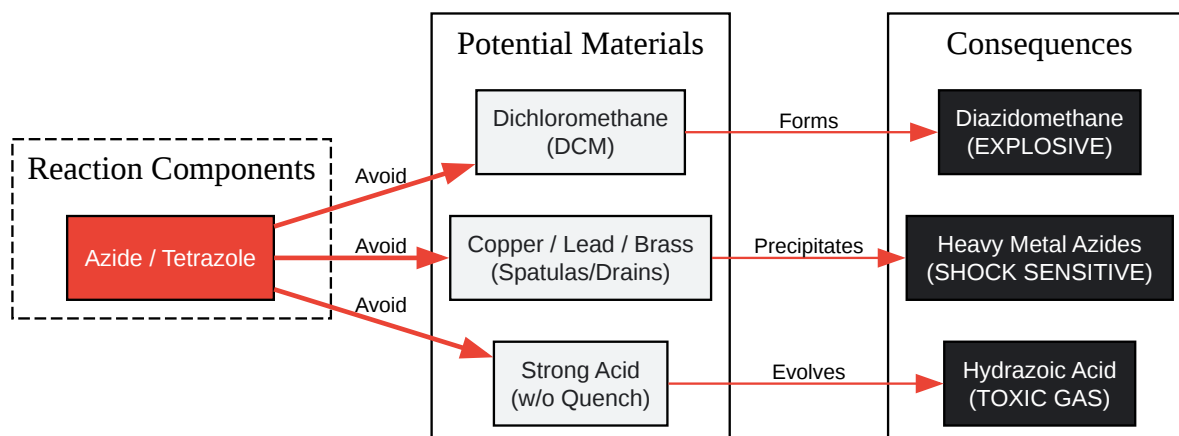 Reaction Components
Azide / Tetrazole
Avoid
Avoid
Avoid
Potential Materials
Dichloromethane
(DCM)
Copper / Lead / Brass
(Spatulas/Drains)
Strong Acid
(w/o Quench)
Forms
Precipitates
Evolves
Consequences
Diazidomethane
(EXPLOSIVE)
Heavy Metal Azides
(SHOCK SENSITIVE)
Hydrazoic Acid
(TOXIC GAS)